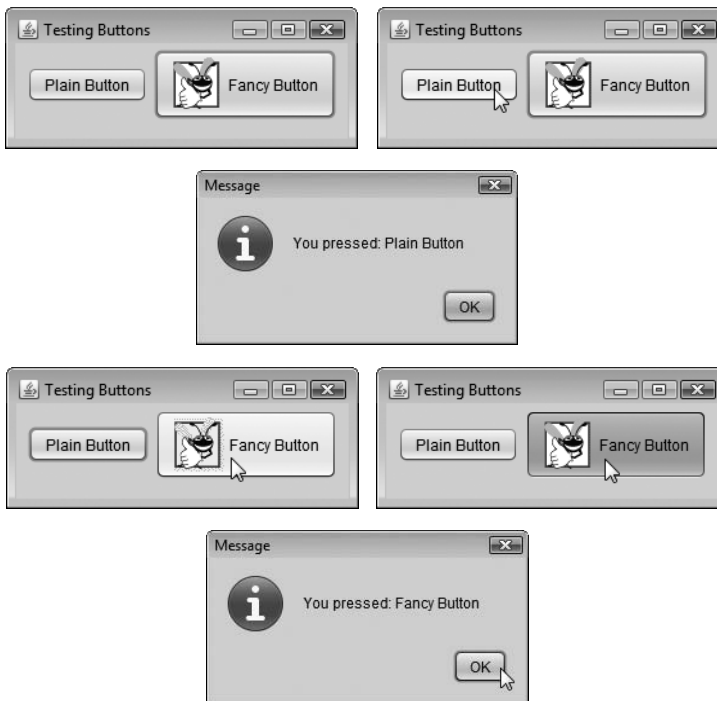 Testing Buttons
Plain Button
Fancy Button
Testing Buttons
Plain Button
Fancy Button
Message
You pressed: Plain Button
OK
Testing Buttons
Plain Button
Fancy Button
Testing Buttons
Plain Button
Fancy Button
Message
You pressed: Fancy Button
OK